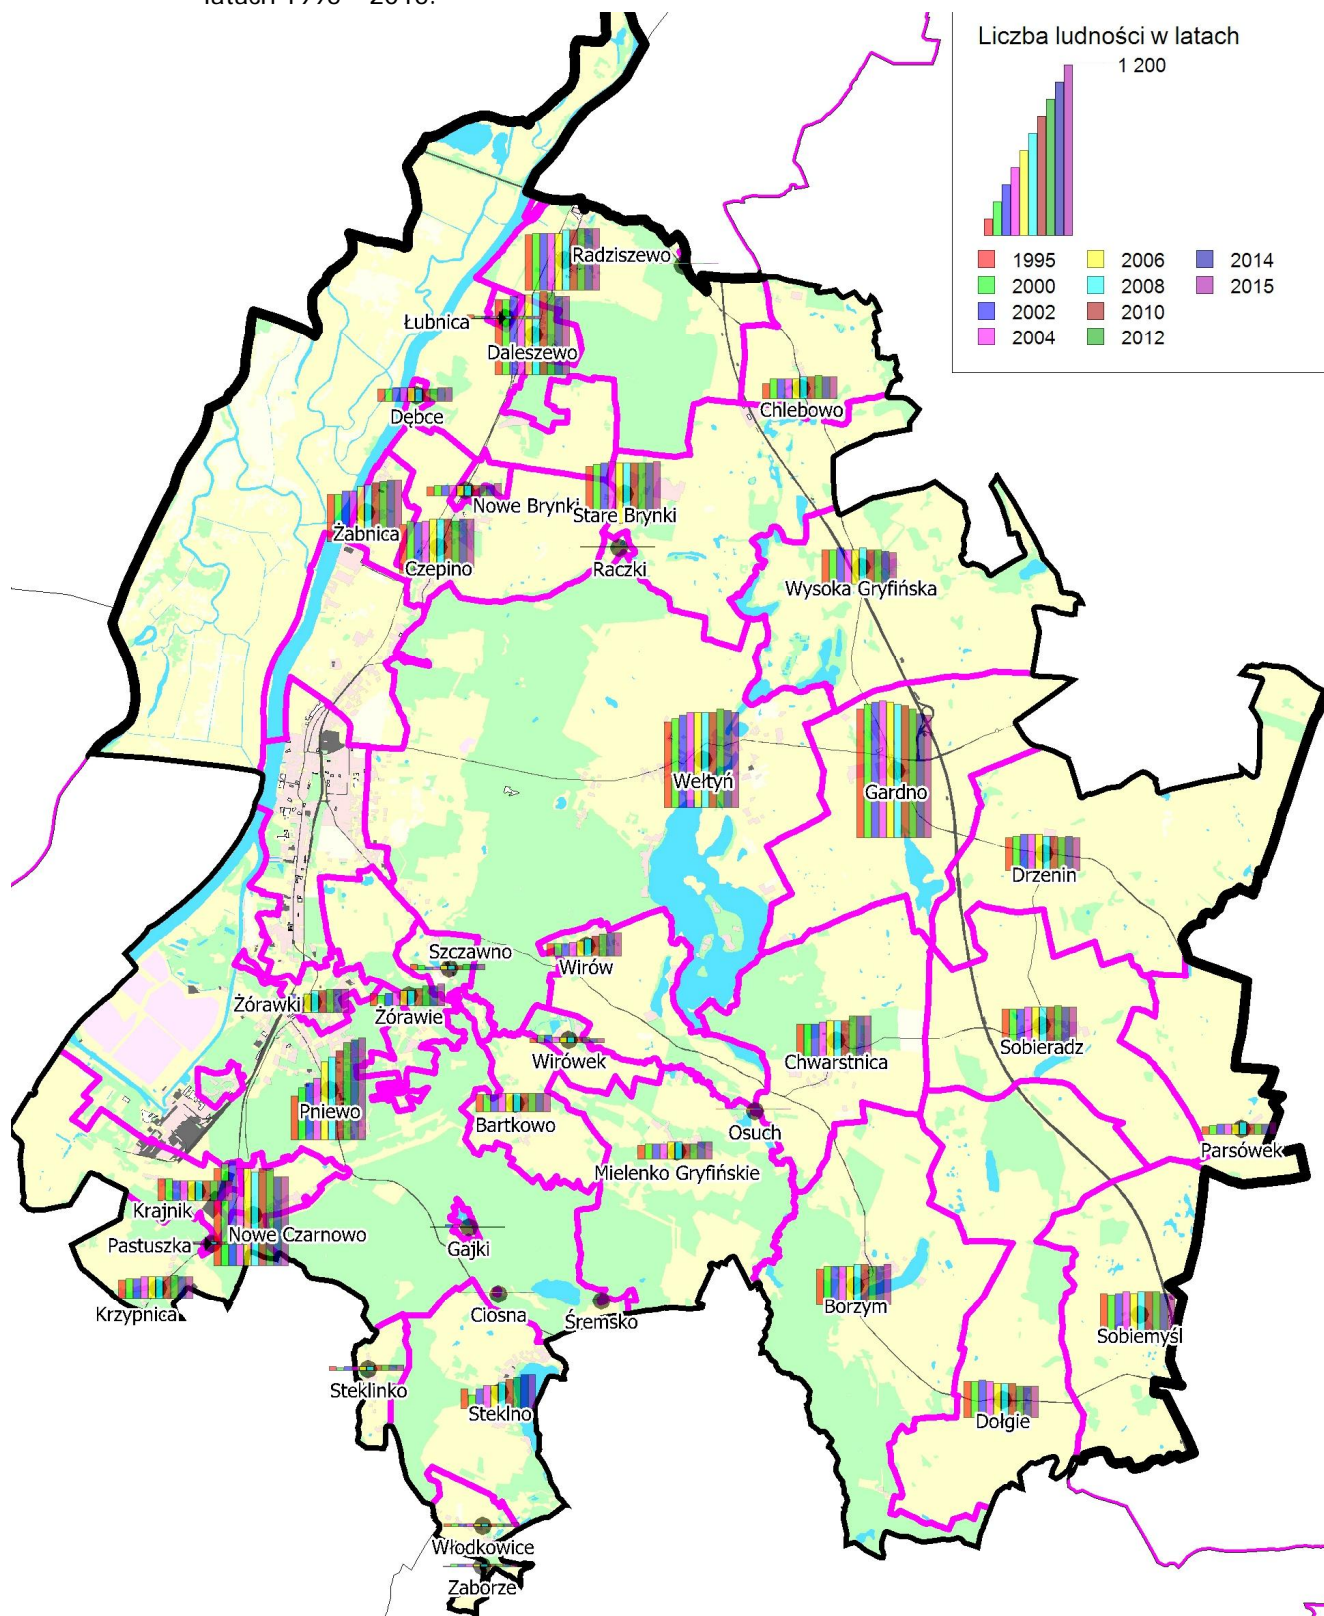 latach 1995 – 2015.
Liczba ludności w latach
1 200
1995
2006
2014
2000
2008
2015
2002
2010
2004
2012
Radziszewo
Łubnica
Daleszewo
Chlebowo
Dębce
Nowe Brynki
Stare Brynki
Żabnica
Czepino
Raczki
Wysoka Gryfińska
Wełtyń
Gardno
Drzenin
Szczawno
Wirów
Żórawki
Żórawie
Wirówek
Chwarstnica
Sobieradz
Pniewo
Bartkowo
Osuch
Parsówek
Mielenko Gryfińskie
Krajnik
Nowe Czarnowo
Pastuszka
Gajki
Krzypnica
Ciosna
Śremsko
Borzym
Sobiemyśl
Steklinko
Steklno
Dołgie
Włodkowice
Zaborze